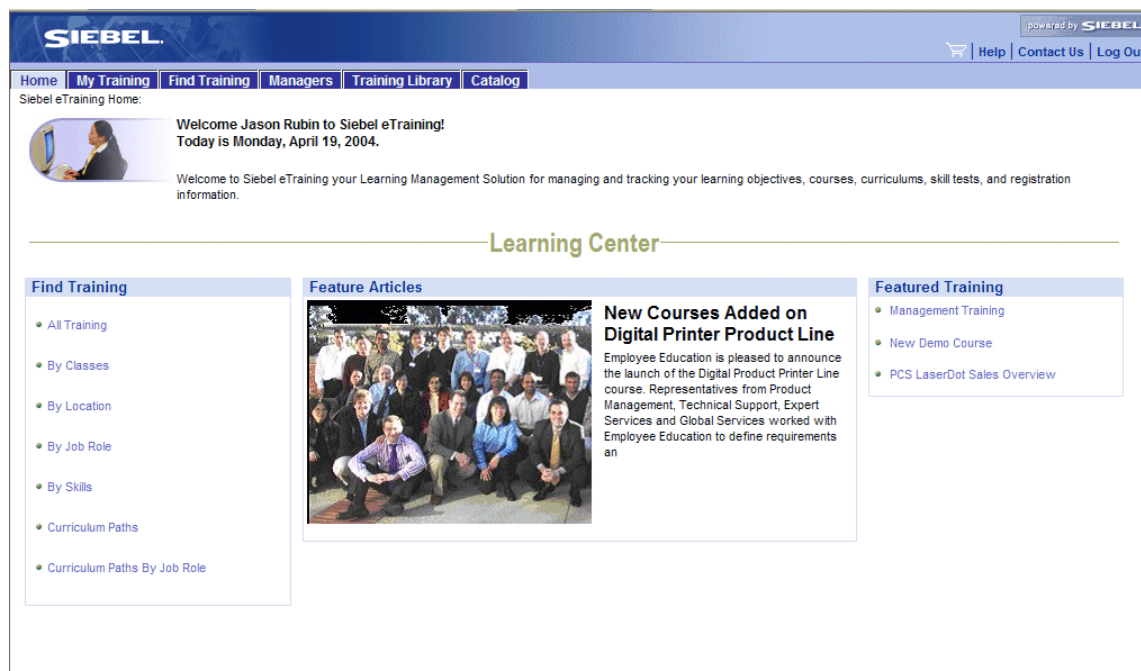 SIEBEL.
powered by SIEBEL
Help | Contact Us | Log Ou
Home
My Training
Find Training
Managers
Training Library
Catalog
Siebel eTraining Home:
Welcome Jason Rubin to Siebel eTraining!
Today is Monday, April 19, 2004.
Welcome to Siebel eTraining your Learning Management Solution for managing and tracking your learning objectives, courses, curriculums, skill tests, and registration
information.
Learning Center
Find Training
All Training
By Classes
By Location
By Job Role
By Skills
Curriculum Paths
Curriculum Paths By Job Role
Feature Articles
New Courses Added on
Digital Printer Product Line
Employee Education is pleased to announce
the launch of the Digital Product Printer Line
course. Representatives from Product
Management, Technical Support, Expert
Services and Global Services worked with
Employee Education to define requirements
an
Featured Training
Management Training
New Demo Course
PCS LaserDot Sales Overview